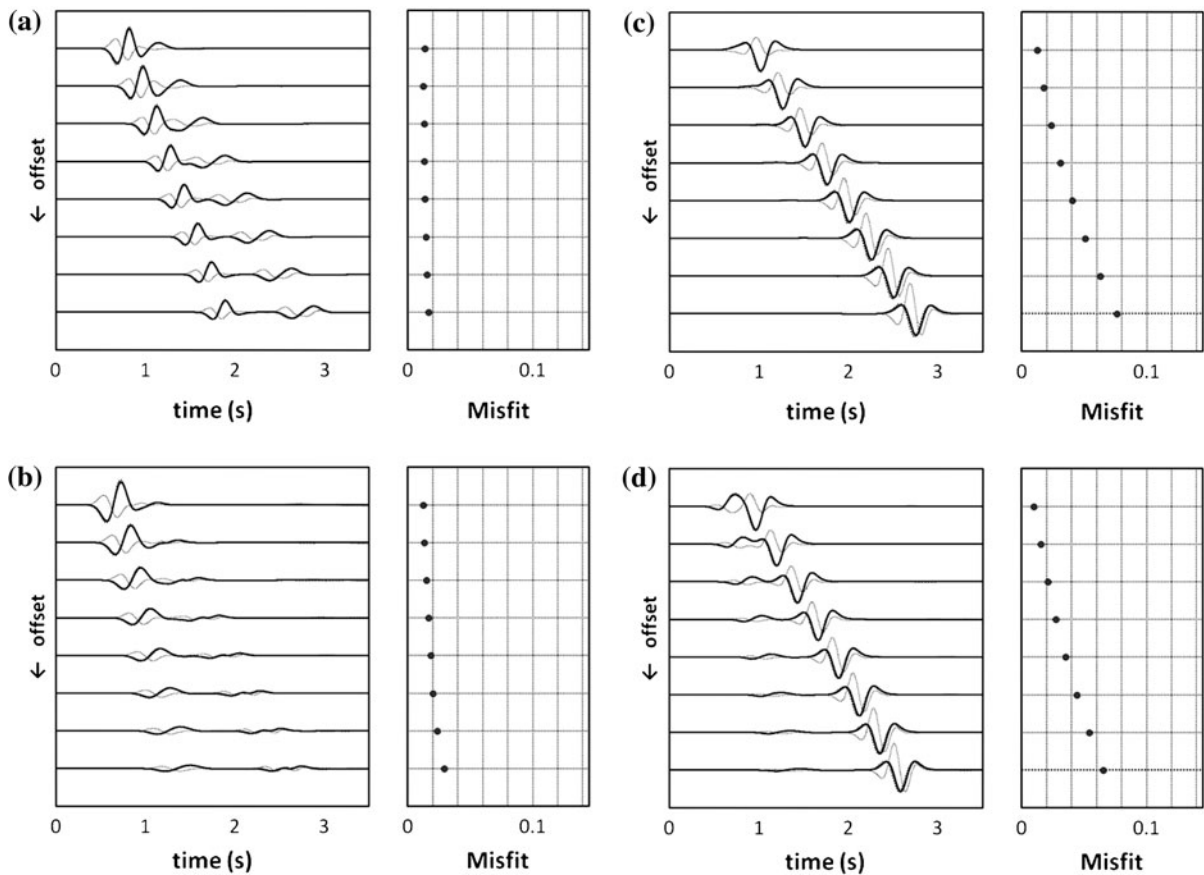 (a)
← offset
0 1 2 3
time (s)
0 0.1
Misfit
(c)
← offset
0 1 2 3
time (s)
0 0.1
Misfit
(b)
← offset
0 1 2 3
time (s)
0 0.1
Misfit
(d)
← offset
0 1 2 3
time (s)
0 0.1
Misfit